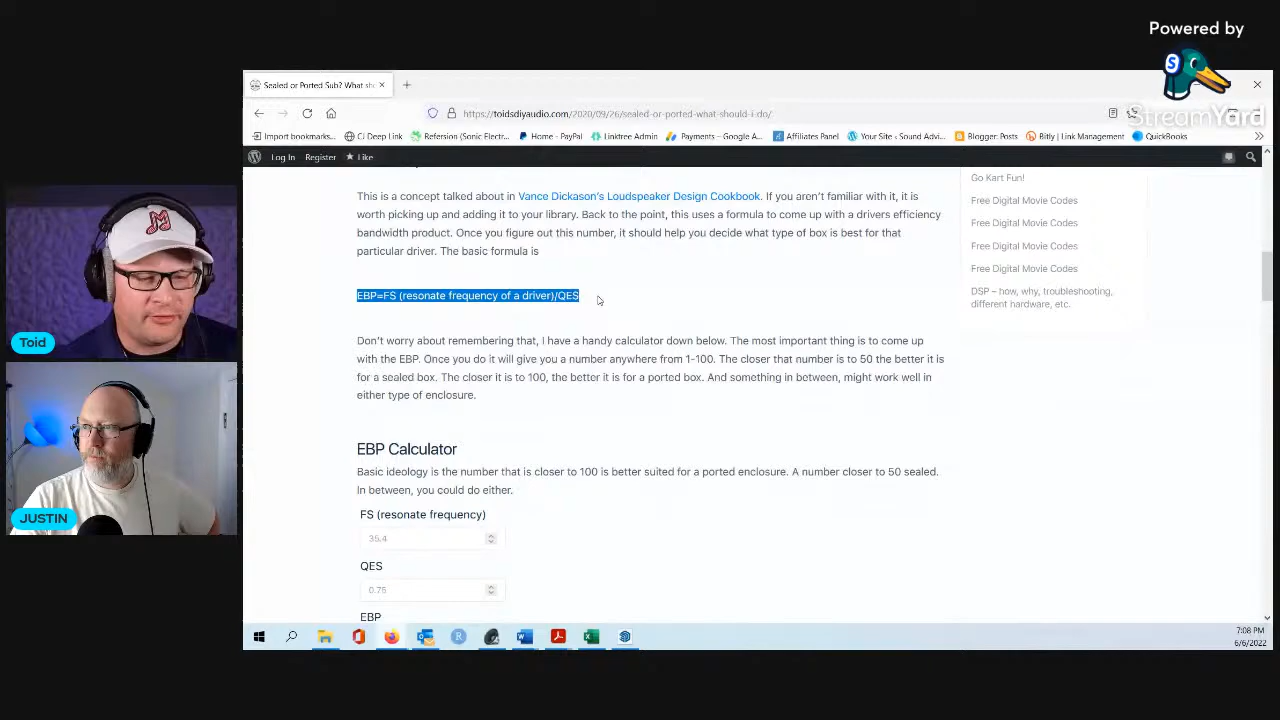 Powered by
StreamYard
Sealed or Ported Sub? What sh
https://toidsdiyaudio.com/2020/09/26/sealed-or-ported-what-should-i-do/
Import bookmarks... CJ Deep Link Refersion (Sonic Electr... Home - PayPal Linktree Admin Payments – Google A... Affiliates Panel Your Site ‹ Sound Advi... Blogger: Posts Bitly | Link Management QuickBooks
Log In Register Like
This is a concept talked about in Vance Dickason's Loudspeaker Design Cookbook. If you aren't familiar with it, it is
worth picking up and adding it to your library. Back to the point, this uses a formula to come up with a drivers efficiency
bandwidth product. Once you figure out this number, it should help you decide what type of box is best for that
particular driver. The basic formula is
EBP=FS (resonate frequency of a driver)/QES
Don't worry about remembering that, I have a handy calculator down below. The most important thing is to come up
with the EBP. Once you do it will give you a number anywhere from 1-100. The closer that number is to 50 the better it is
for a sealed box. The closer it is to 100, the better it is for a ported box. And something in between, might work well in
either type of enclosure.
EBP Calculator
Basic ideology is the number that is closer to 100 is better suited for a ported enclosure. A number closer to 50 sealed.
In between, you could do either.
FS (resonate frequency)
35.4
QES
0.75
EBP
Go Kart Fun!
Free Digital Movie Codes
Free Digital Movie Codes
Free Digital Movie Codes
Free Digital Movie Codes
DSP – how, why, troubleshooting,
different hardware, etc.
Toid
JUSTIN
7:08 PM
6/6/2022